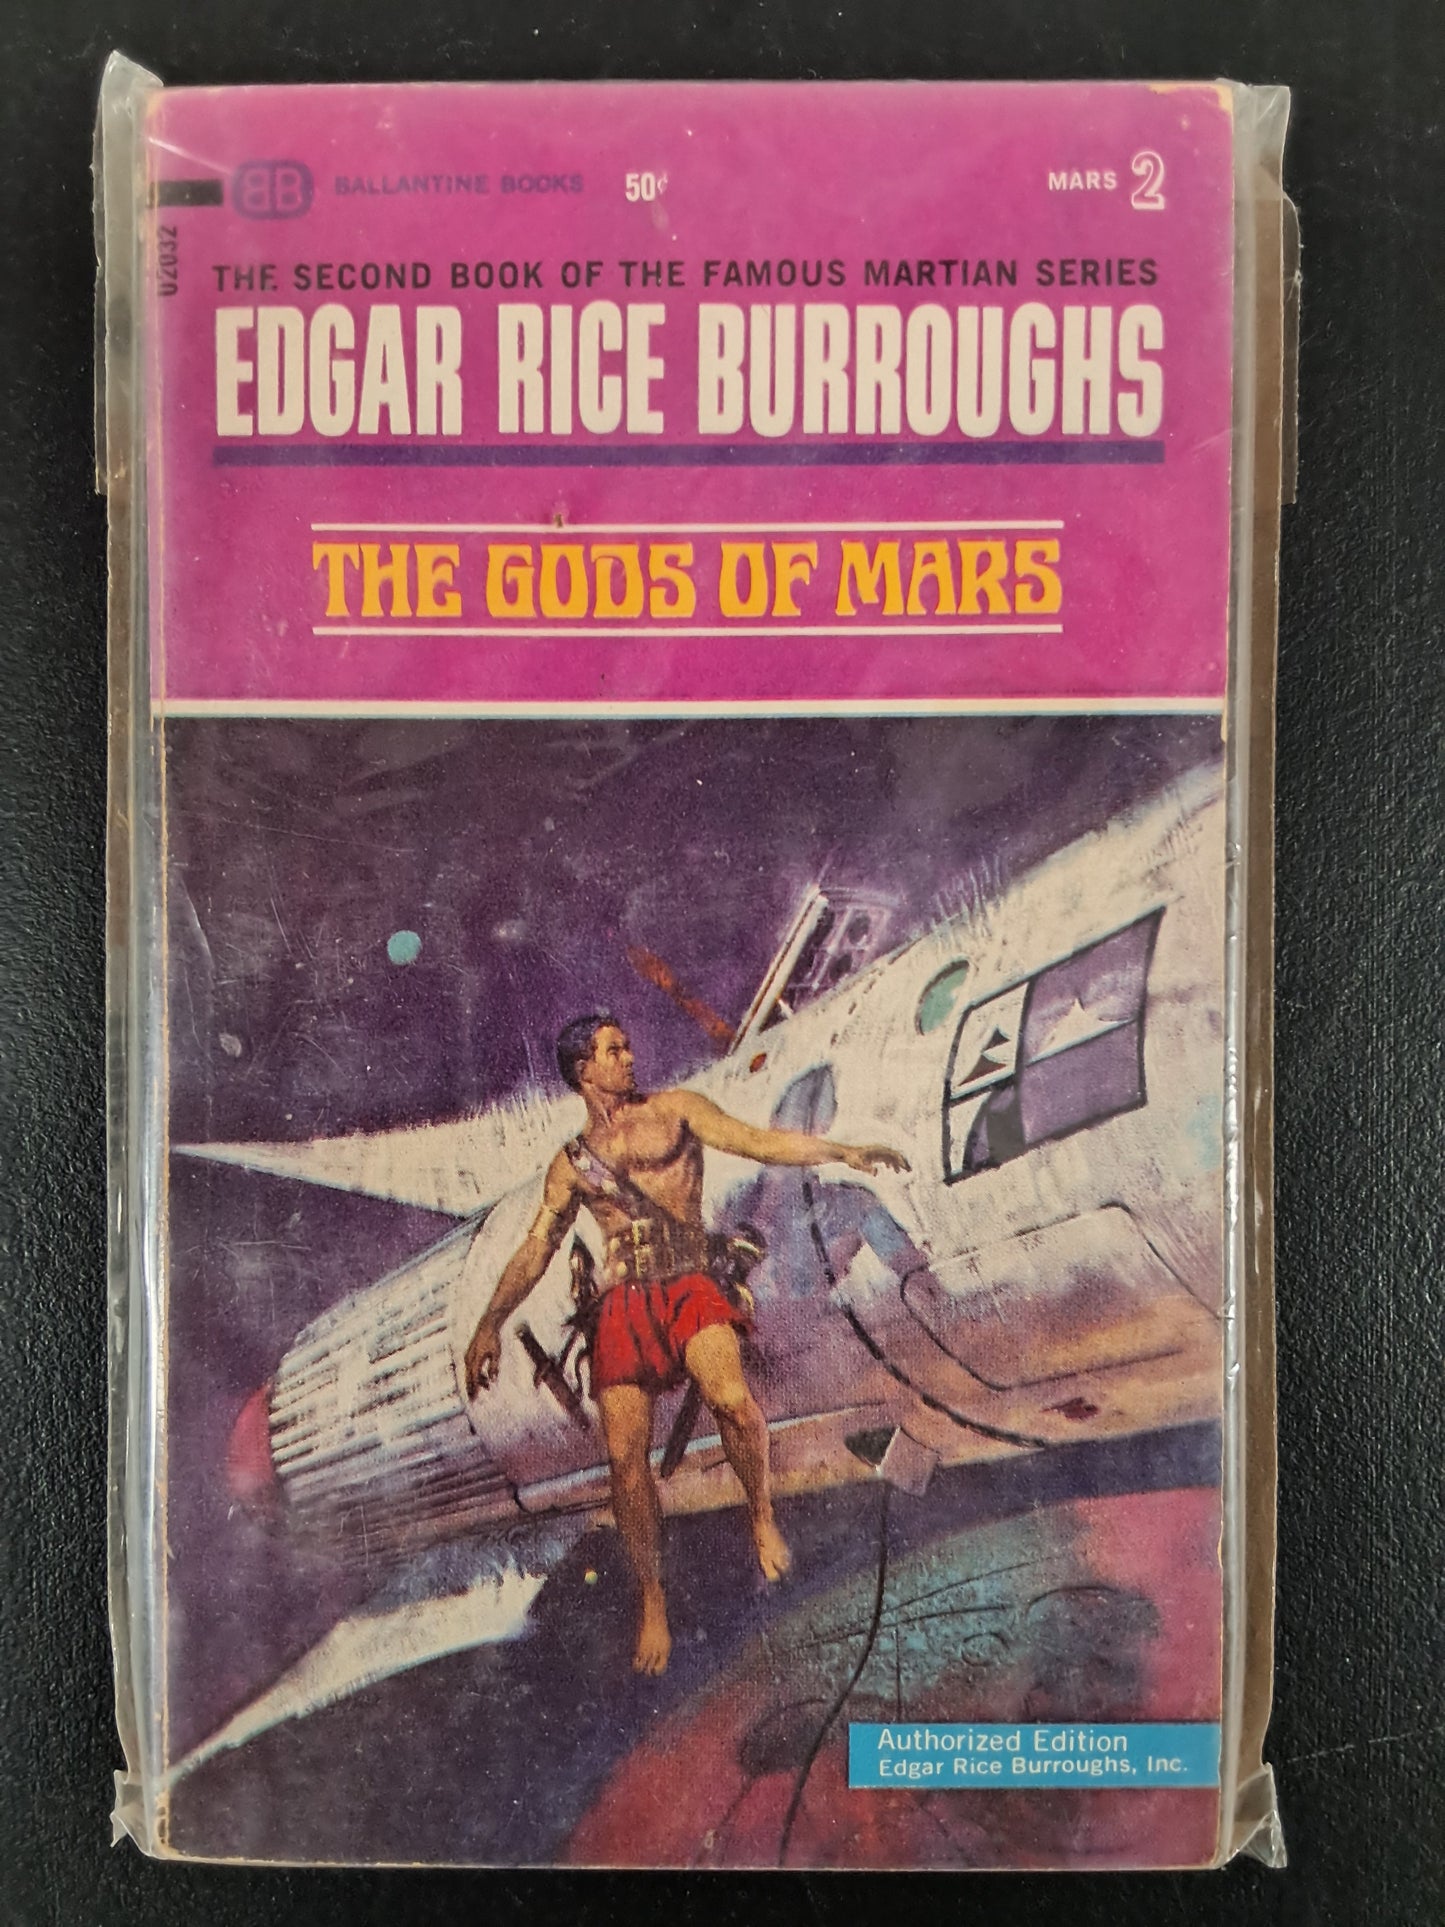 BB BALLANTINE BOOKS 50¢ MARS 2
02032
THE SECOND BOOK OF THE FAMOUS MARTIAN SERIES
EDGAR RICE BURROUGHS
THE GODS OF MARS
Authorized Edition
Edgar Rice Burroughs, Inc.